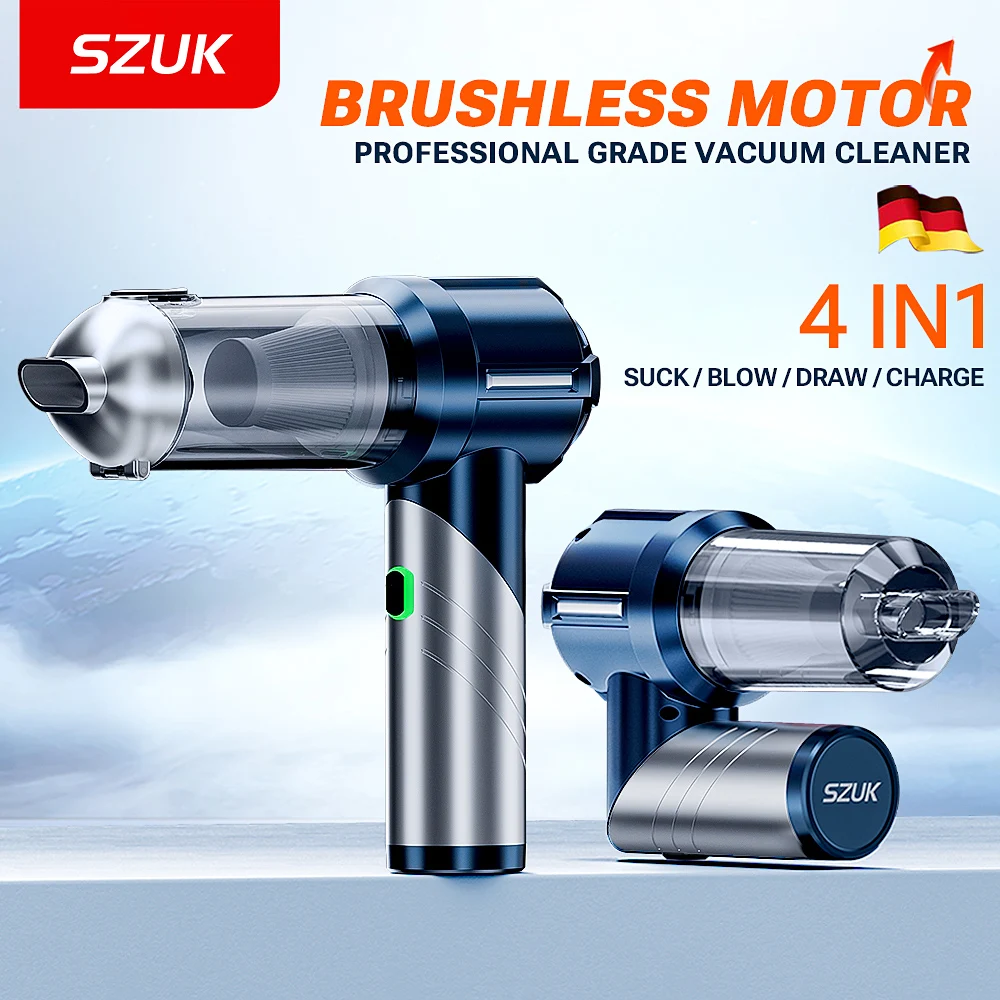 SZUK
BRUSHLESS MOTOR
PROFESSIONAL GRADE VACUUM CLEANER
4 IN1
SUCK / BLOW / DRAW / CHARGE
SZUK